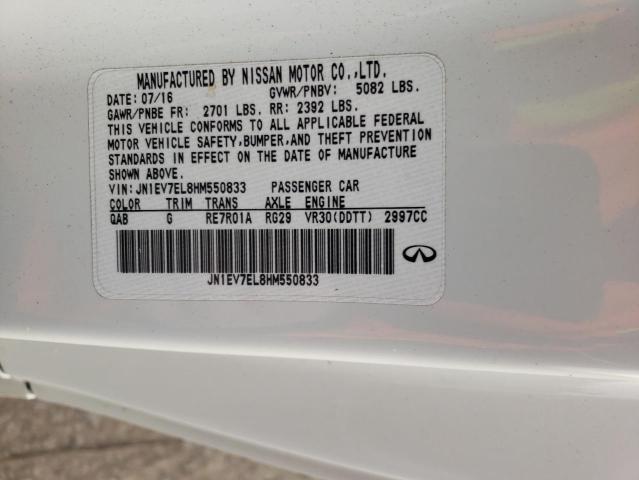 MANUFACTURED BY NISSAN MOTOR CO.,LTD.
DATE: 07/16 GVWR/PNBV: 5082 LBS.
GAWR/PNBE FR: 2701 LBS. RR: 2392 LBS.
THIS VEHICLE CONFORMS TO ALL APPLICABLE FEDERAL
MOTOR VEHICLE SAFETY,BUMPER,AND THEFT PREVENTION
STANDARDS IN EFFECT ON THE DATE OF MANUFACTURE
SHOWN ABOVE.
VIN: JN1EV7EL8HM550833 PASSENGER CAR
COLOR TRIM TRANS AXLE ENGINE
QAB G RE7R01A RG29 VR30(DDTT) 2997CC
JN1EV7EL8HM550833